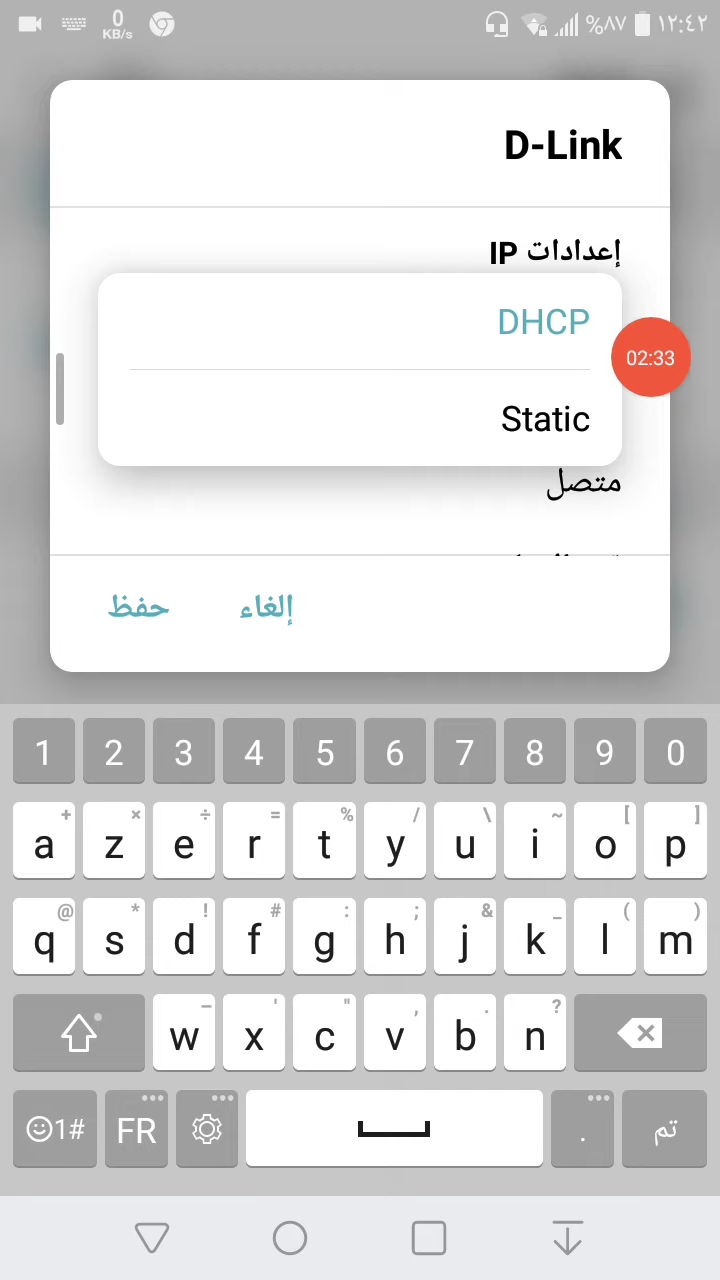 0
KB/s
%٨٧ ١٢:٤٢
D-Link
إعدادات IP
DHCP
02:33
Static
متصل
إلغاء
حفظ
1 2 3 4 5 6 7 8 9 0
+ × ÷ = % / \ ~ [ ]
a z e r t y u i o p
@ * ! # : ; & _ ( )
q s d f g h j k l m
– ' " , . ?
w x c v b n
1# FR . تم